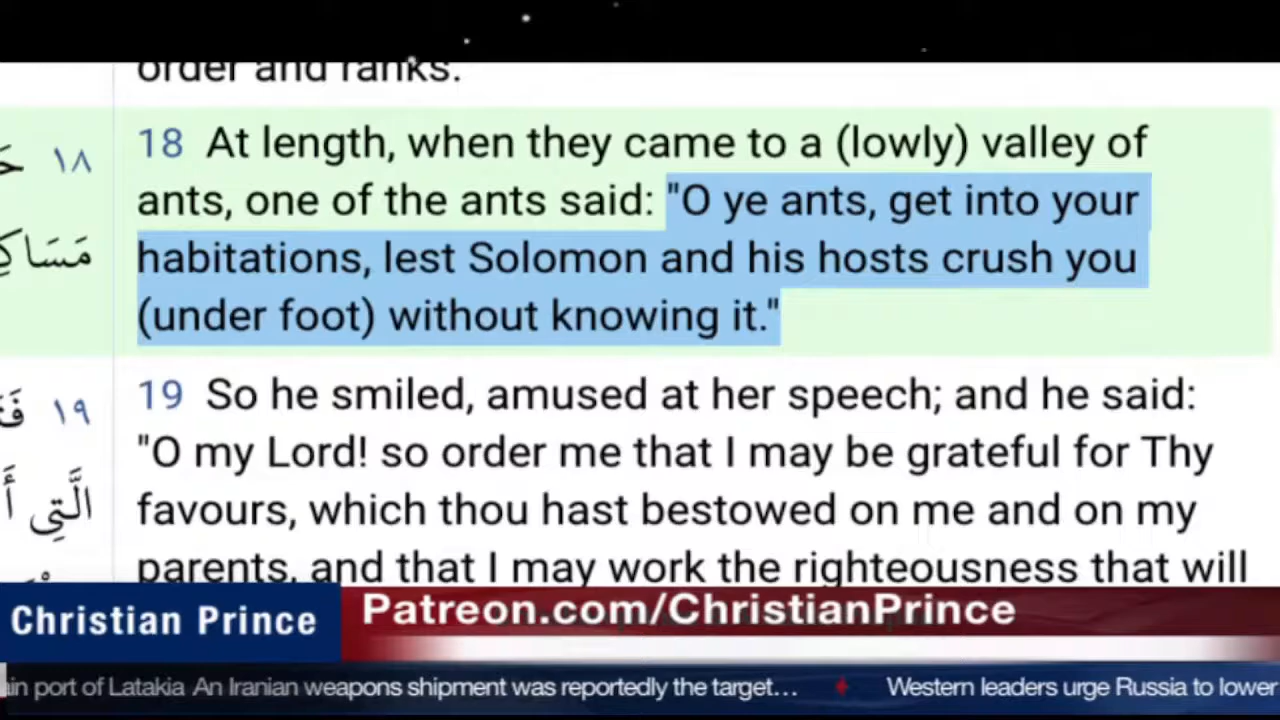 order and ranks.
١٨
18 At length, when they came to a (lowly) valley of
ants, one of the ants said: "O ye ants, get into your
habitations, lest Solomon and his hosts crush you
(under foot) without knowing it."
١٩
19 So he smiled, amused at her speech; and he said:
"O my Lord! so order me that I may be grateful for Thy
الَّتِي
favours, which thou hast bestowed on me and on my
parents, and that I may work the righteousness that will
Christian Prince
Patreon.com/ChristianPrince
in port of Latakia An Iranian weapons shipment was reportedly the target... Western leaders urge Russia to lower